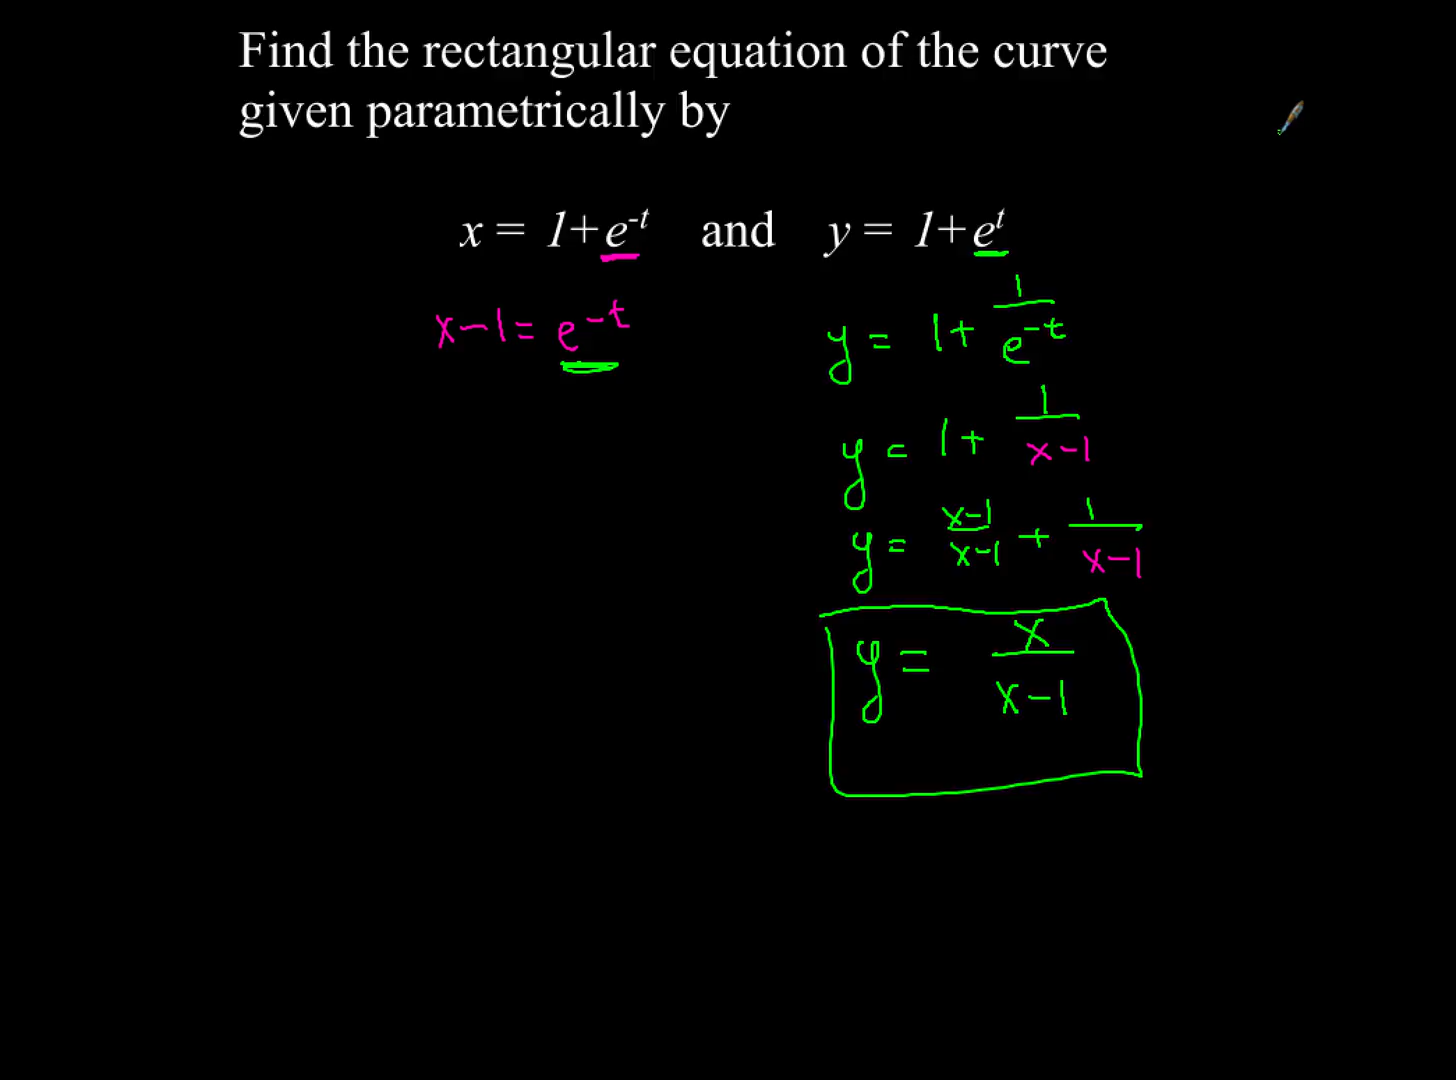 Find the rectangular equation of the curve
given parametrically by
x = 1+e^-t and y = 1+e^t
x-1 = e^-t
y = 1 + 1/e^-t
y = 1 + 1/x-1
y = x-1/x-1 + 1/x-1
y = x/x-1